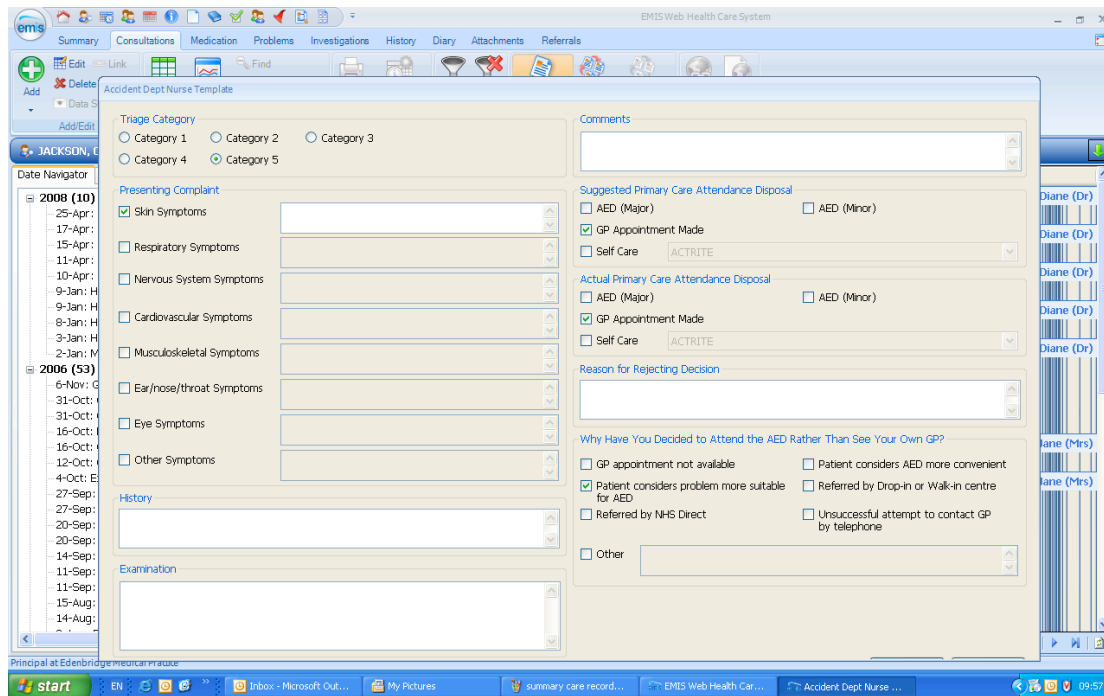 emis
EMIS Web Health Care System
Summary Consultations Medication Problems Investigations History Diary Attachments Referrals
Add
Edit Link
Delete
Data S
Find
Add/Edit
Accident Dept Nurse Template
JACKSON, C
Date Navigator
2008 (10)
25-Apr:
17-Apr:
15-Apr:
11-Apr:
10-Apr:
9-Jan: H
9-Jan: H
8-Jan: H
3-Jan: H
2-Jan: M
2006 (53)
6-Nov: G
31-Oct:
31-Oct:
16-Oct:
16-Oct:
12-Oct:
4-Oct: E
27-Sep:
27-Sep:
20-Sep:
20-Sep:
14-Sep:
11-Sep:
11-Sep:
15-Aug:
14-Aug:
Triage Category
Category 1 Category 2 Category 3
Category 4 Category 5
Presenting Complaint
Skin Symptoms
Respiratory Symptoms
Nervous System Symptoms
Cardiovascular Symptoms
Musculoskeletal Symptoms
Ear/nose/throat Symptoms
Eye Symptoms
Other Symptoms
History
Examination
Comments
Suggested Primary Care Attendance Disposal
AED (Major) AED (Minor)
GP Appointment Made
Self Care ACTRITE
Actual Primary Care Attendance Disposal
AED (Major) AED (Minor)
GP Appointment Made
Self Care ACTRITE
Reason for Rejecting Decision
Why Have You Decided to Attend the AED Rather Than See Your Own GP?
GP appointment not available Patient considers AED more convenient
Patient considers problem more suitable
for AED
Referred by Drop-in or Walk-in centre
Referred by NHS Direct
Unsuccessful attempt to contact GP
by telephone
Other
Diane (Dr)
Diane (Dr)
Diane (Dr)
Diane (Dr)
Diane (Dr)
Jane (Mrs)
Jane (Mrs)
Principal at Edenbridge Medical Practice
start EN Inbox - Microsoft Out... My Pictures summary care record... EMIS Web Health Car... Accident Dept Nurse ... 09:57